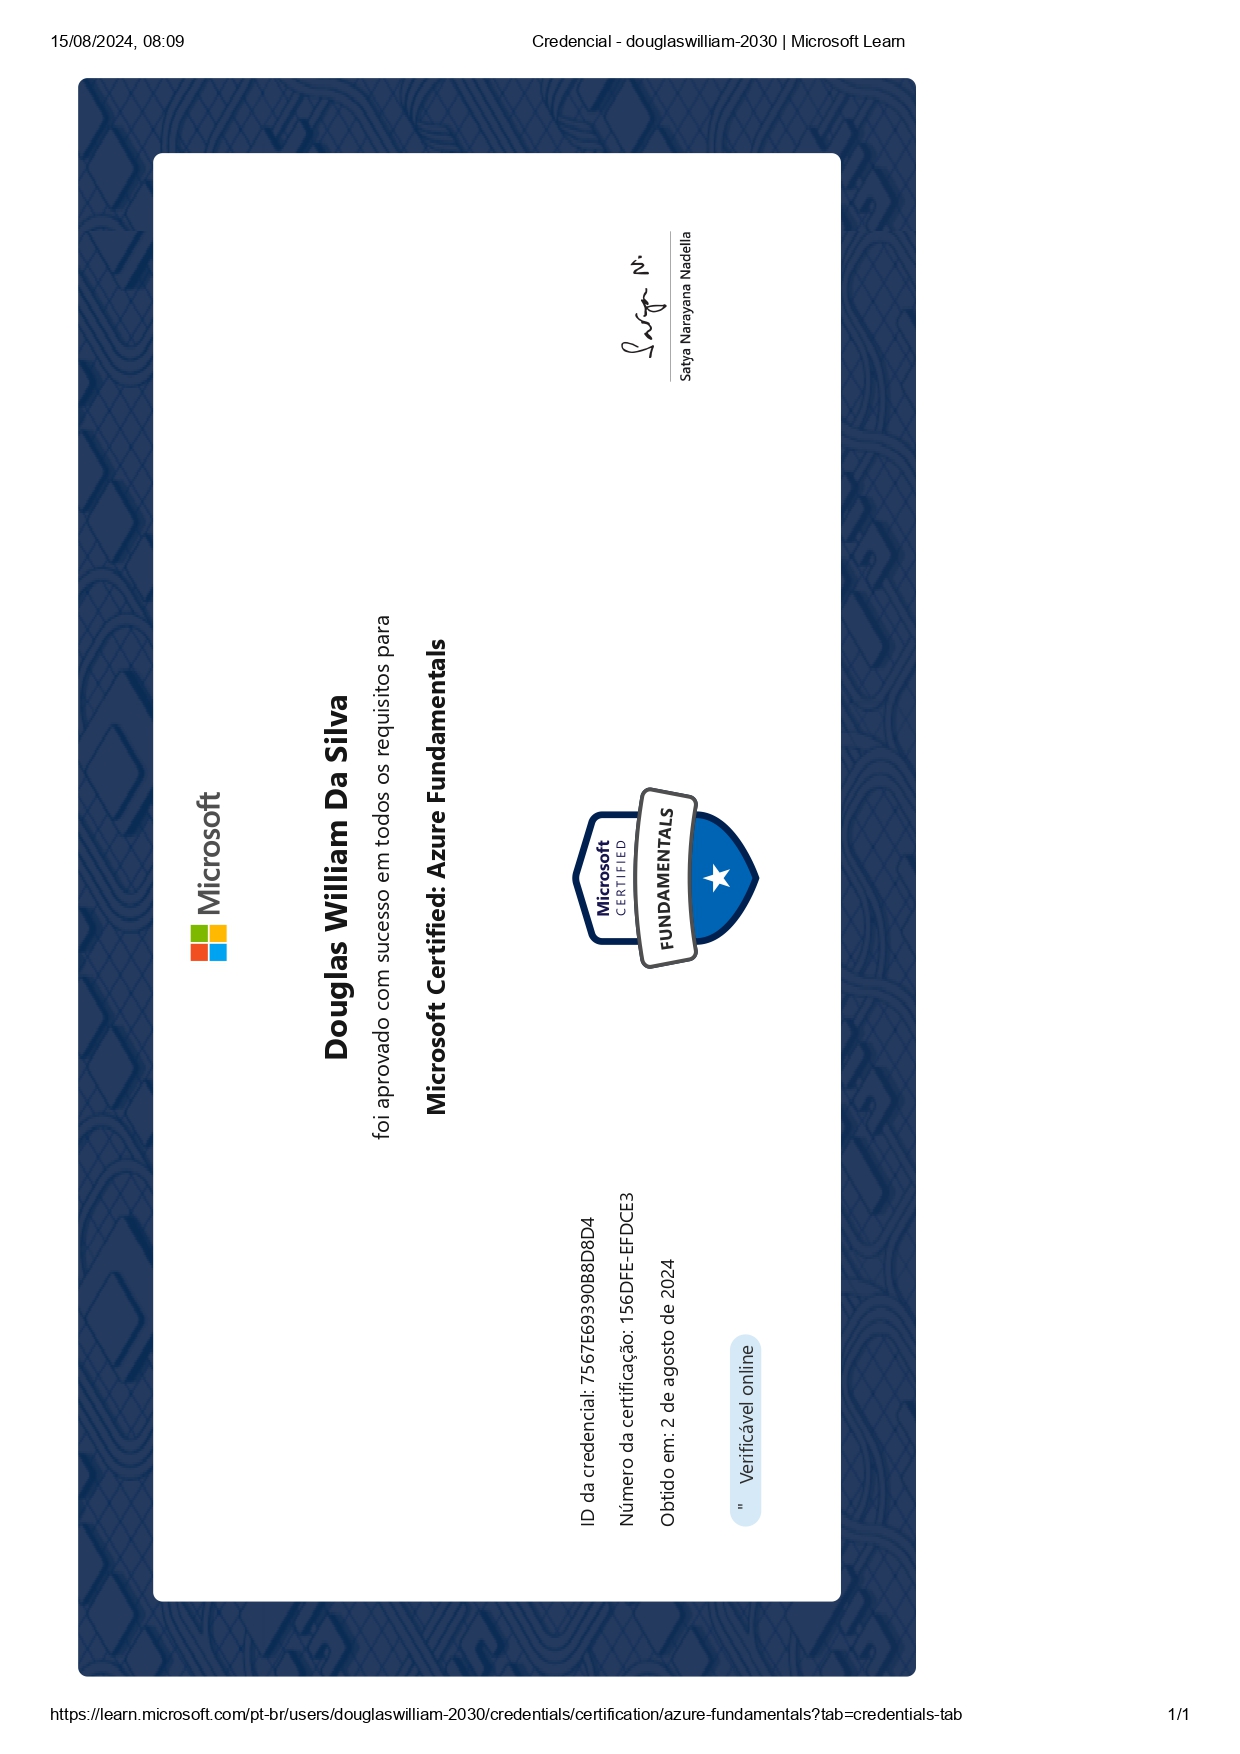 15/08/2024, 08:09
Credencial - douglaswilliam-2030 | Microsoft Learn
Microsoft
Douglas William Da Silva
foi aprovado com sucesso em todos os requisitos para
Microsoft Certified: Azure Fundamentals
ID da credencial: 7567E69390B8D8D4
Número da certificação: 156DFE-EFDCE3
Obtido em: 2 de agosto de 2024
" Verificável online
Microsoft
CERTIFIED
FUNDAMENTALS
Satya N.
Satya Narayana Nadella
https://learn.microsoft.com/pt-br/users/douglaswilliam-2030/credentials/certification/azure-fundamentals?tab=credentials-tab
1/1